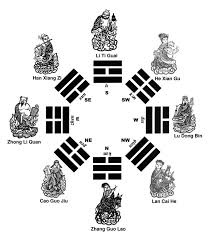 Li Ti Guai
Han Xiang Zi
He Xian Gu
S
SE
SW
Zhong Li Quan
E
W
Lu Dong Bin
NE
NW
N
Cao Guo Jiu
Lan Cai He
Zhang Guo Lao